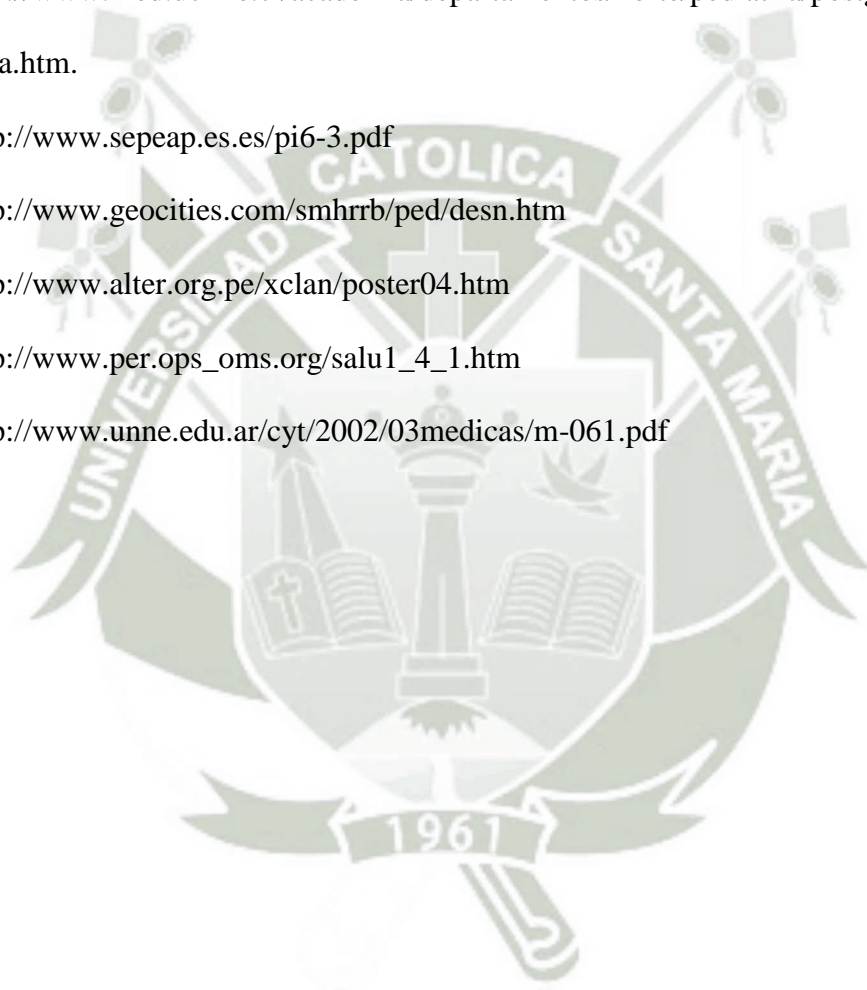 a.htm.
p://www.sepeap.es.es/pi6-3.pdf
p://www.geocities.com/smhrrb/ped/desn.htm
p://www.alter.org.pe/xclan/poster04.htm
p://www.per.ops_oms.org/salu1_4_1.htm
p://www.unne.edu.ar/cyt/2002/03medicas/m-061.pdf
UNIVERSIDAD CATOLICA SANTA MARIA
1961